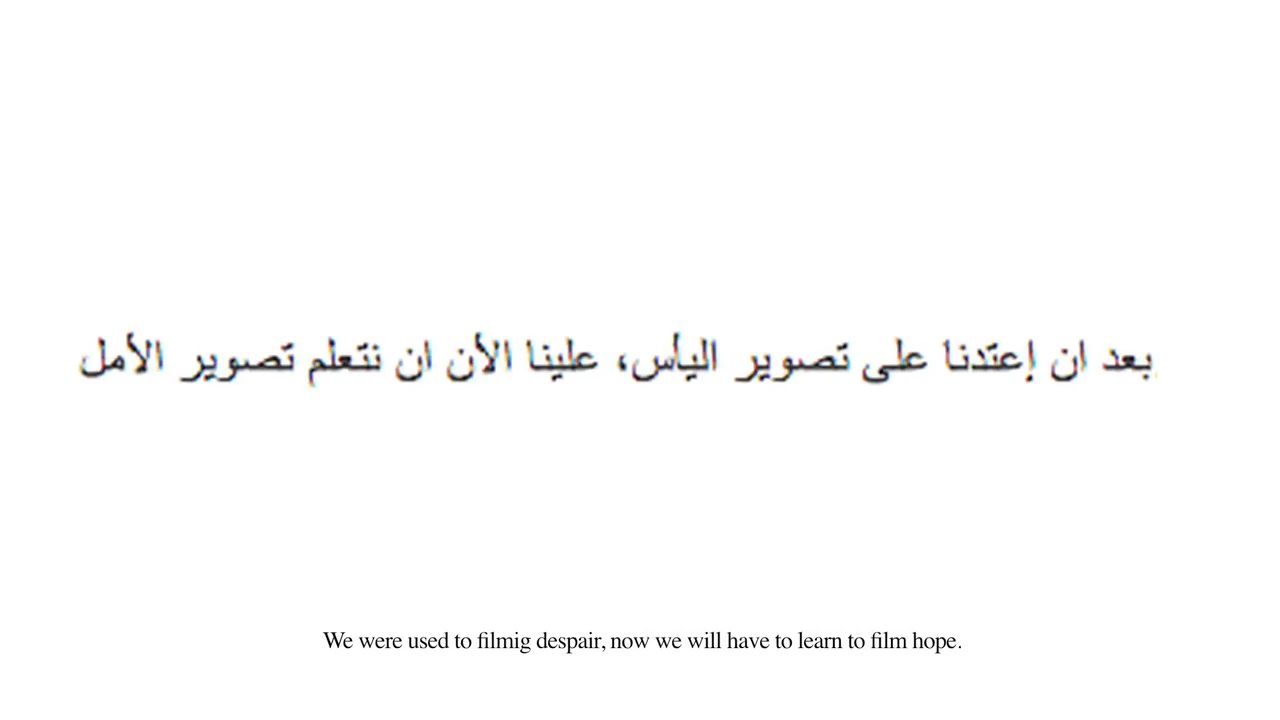 بعد ان إعتدنا على تصوير اليأس، علينا الأن ان نتعلم تصوير الأمل
We were used to filmig despair, now we will have to learn to film hope.